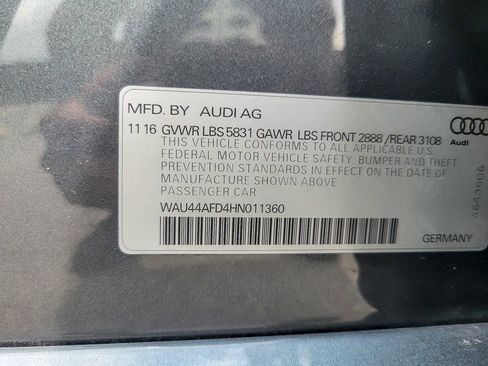 MFD. BY AUDI AG
11 16 GVWR LBS 5831 GAWR LBS FRONT 2888 /REAR 3108
THIS VEHICLE CONFORMS TO ALL APPLICABLE U.S
FEDERAL MOTOR VEHICLE SAFETY, BUMPER AND THEFT
PREVENTION STANDARDS IN EFFECT ON THE DATE OF
MANUFACTURE SHOWN ABOVE
PASSENGER CAR
WAU44AFD4HN011360
GERMANY
Audi
4643606